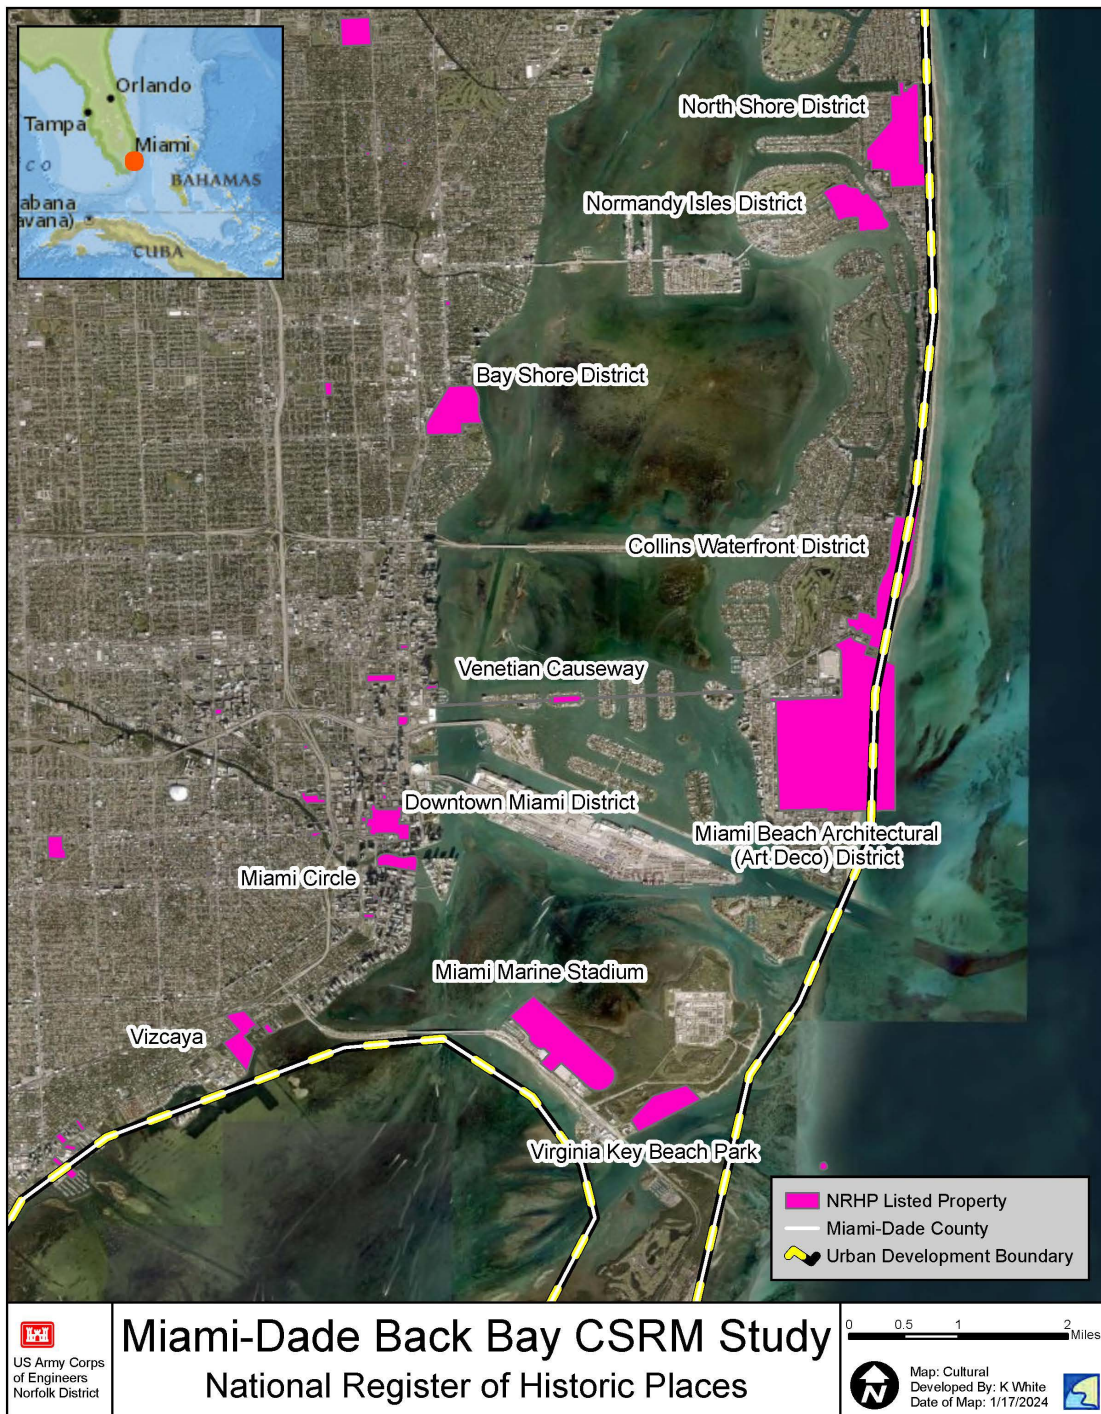 Orlando
Tampa
Miami
co
BAHAMAS
abana
avana)
CUBA
North Shore District
Normandy Isles District
Bay Shore District
Collins Waterfront District
Venetian Causeway
Downtown Miami District
Miami Beach Architectural
(Art Deco) District
Miami Circle
Miami Marine Stadium
Vizcaya
Virginia Key Beach Park
NRHP Listed Property
Miami-Dade County
Urban Development Boundary
US Army Corps
of Engineers
Norfolk District
Miami-Dade Back Bay CSRM Study
National Register of Historic Places
0 0.5 1 2
Miles
N
Map: Cultural
Developed By: K White
Date of Map: 1/17/2024